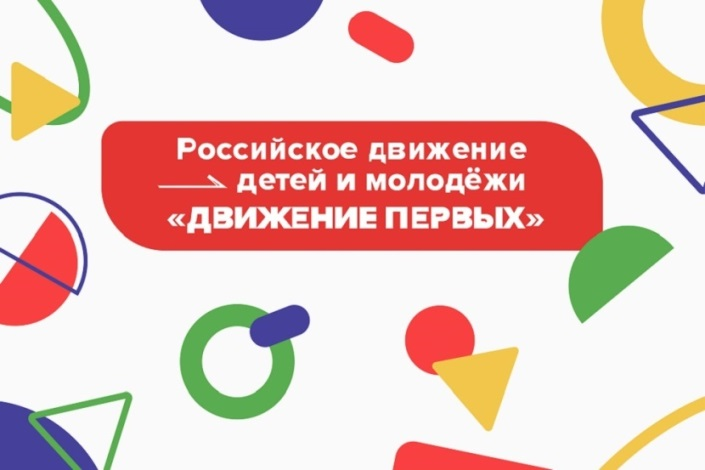 Российское движение
детей и молодёжи
«ДВИЖЕНИЕ ПЕРВЫХ»